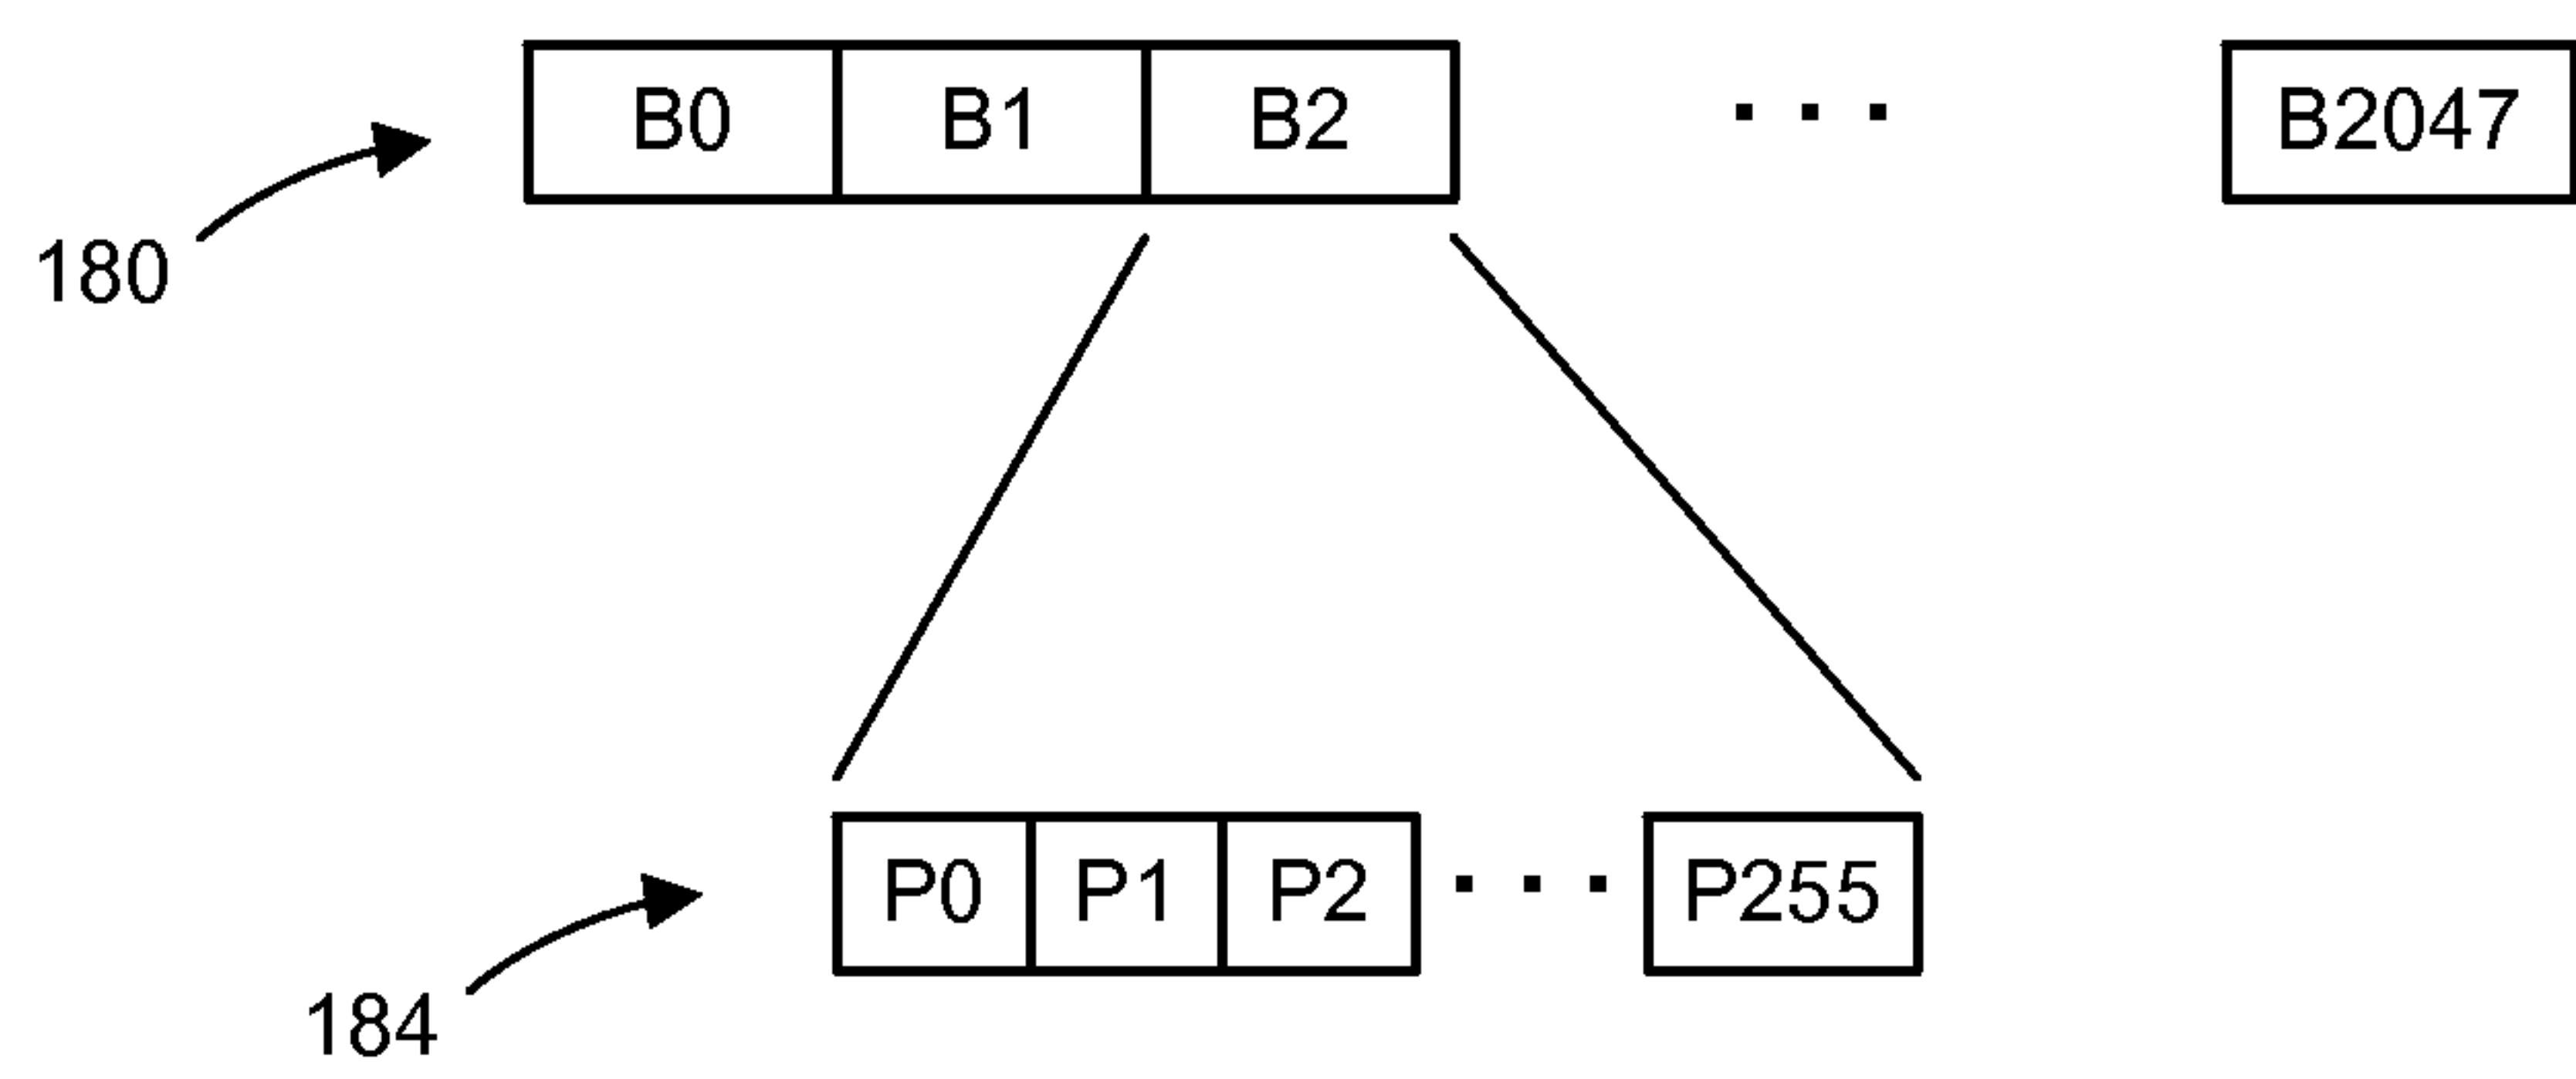 B0 B1 B2 . . . B2047
180
P0 P1 P2 . . . P255
184